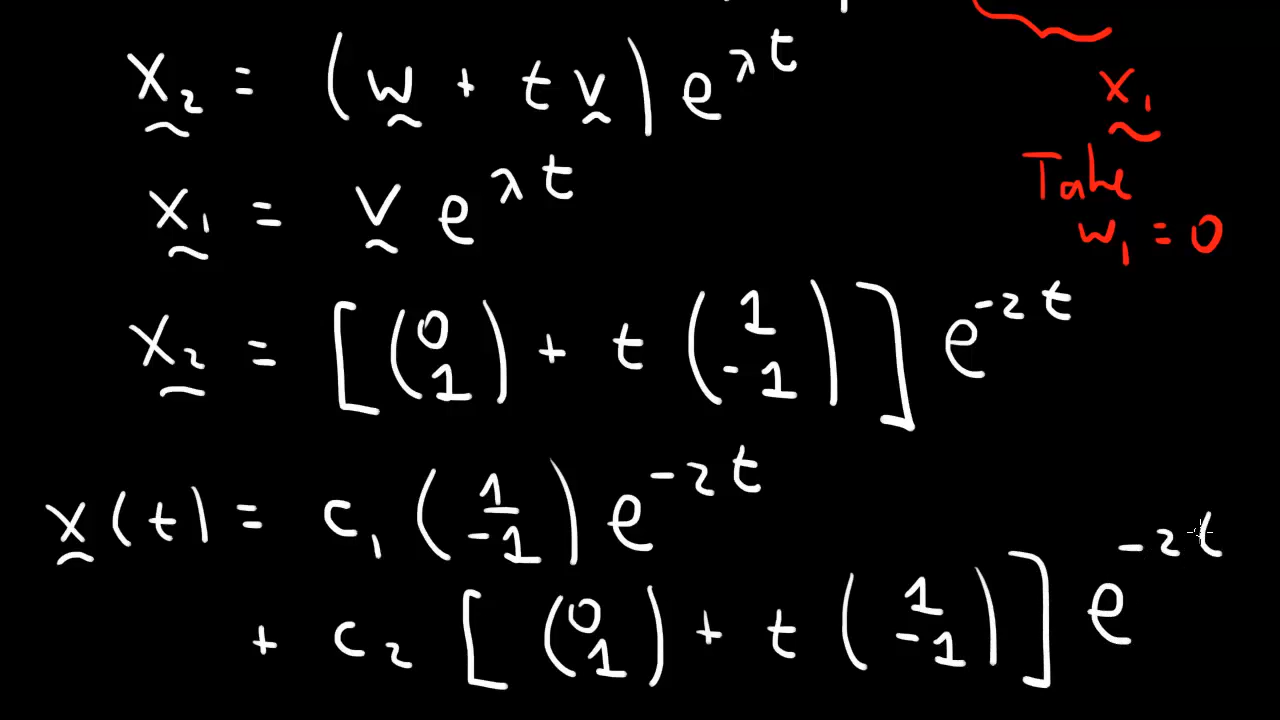 x₂ = (w + t v) e^{λt}
x₁
Take
w₁ = 0
x₁ = v e^{λt}
x₂ = [(0 1) + t (1 -1)] e^{-2t}
x(t) = c₁ (1 -1) e^{-2t}
+ c₂ [(0 1) + t (1 -1)] e^{-2t}